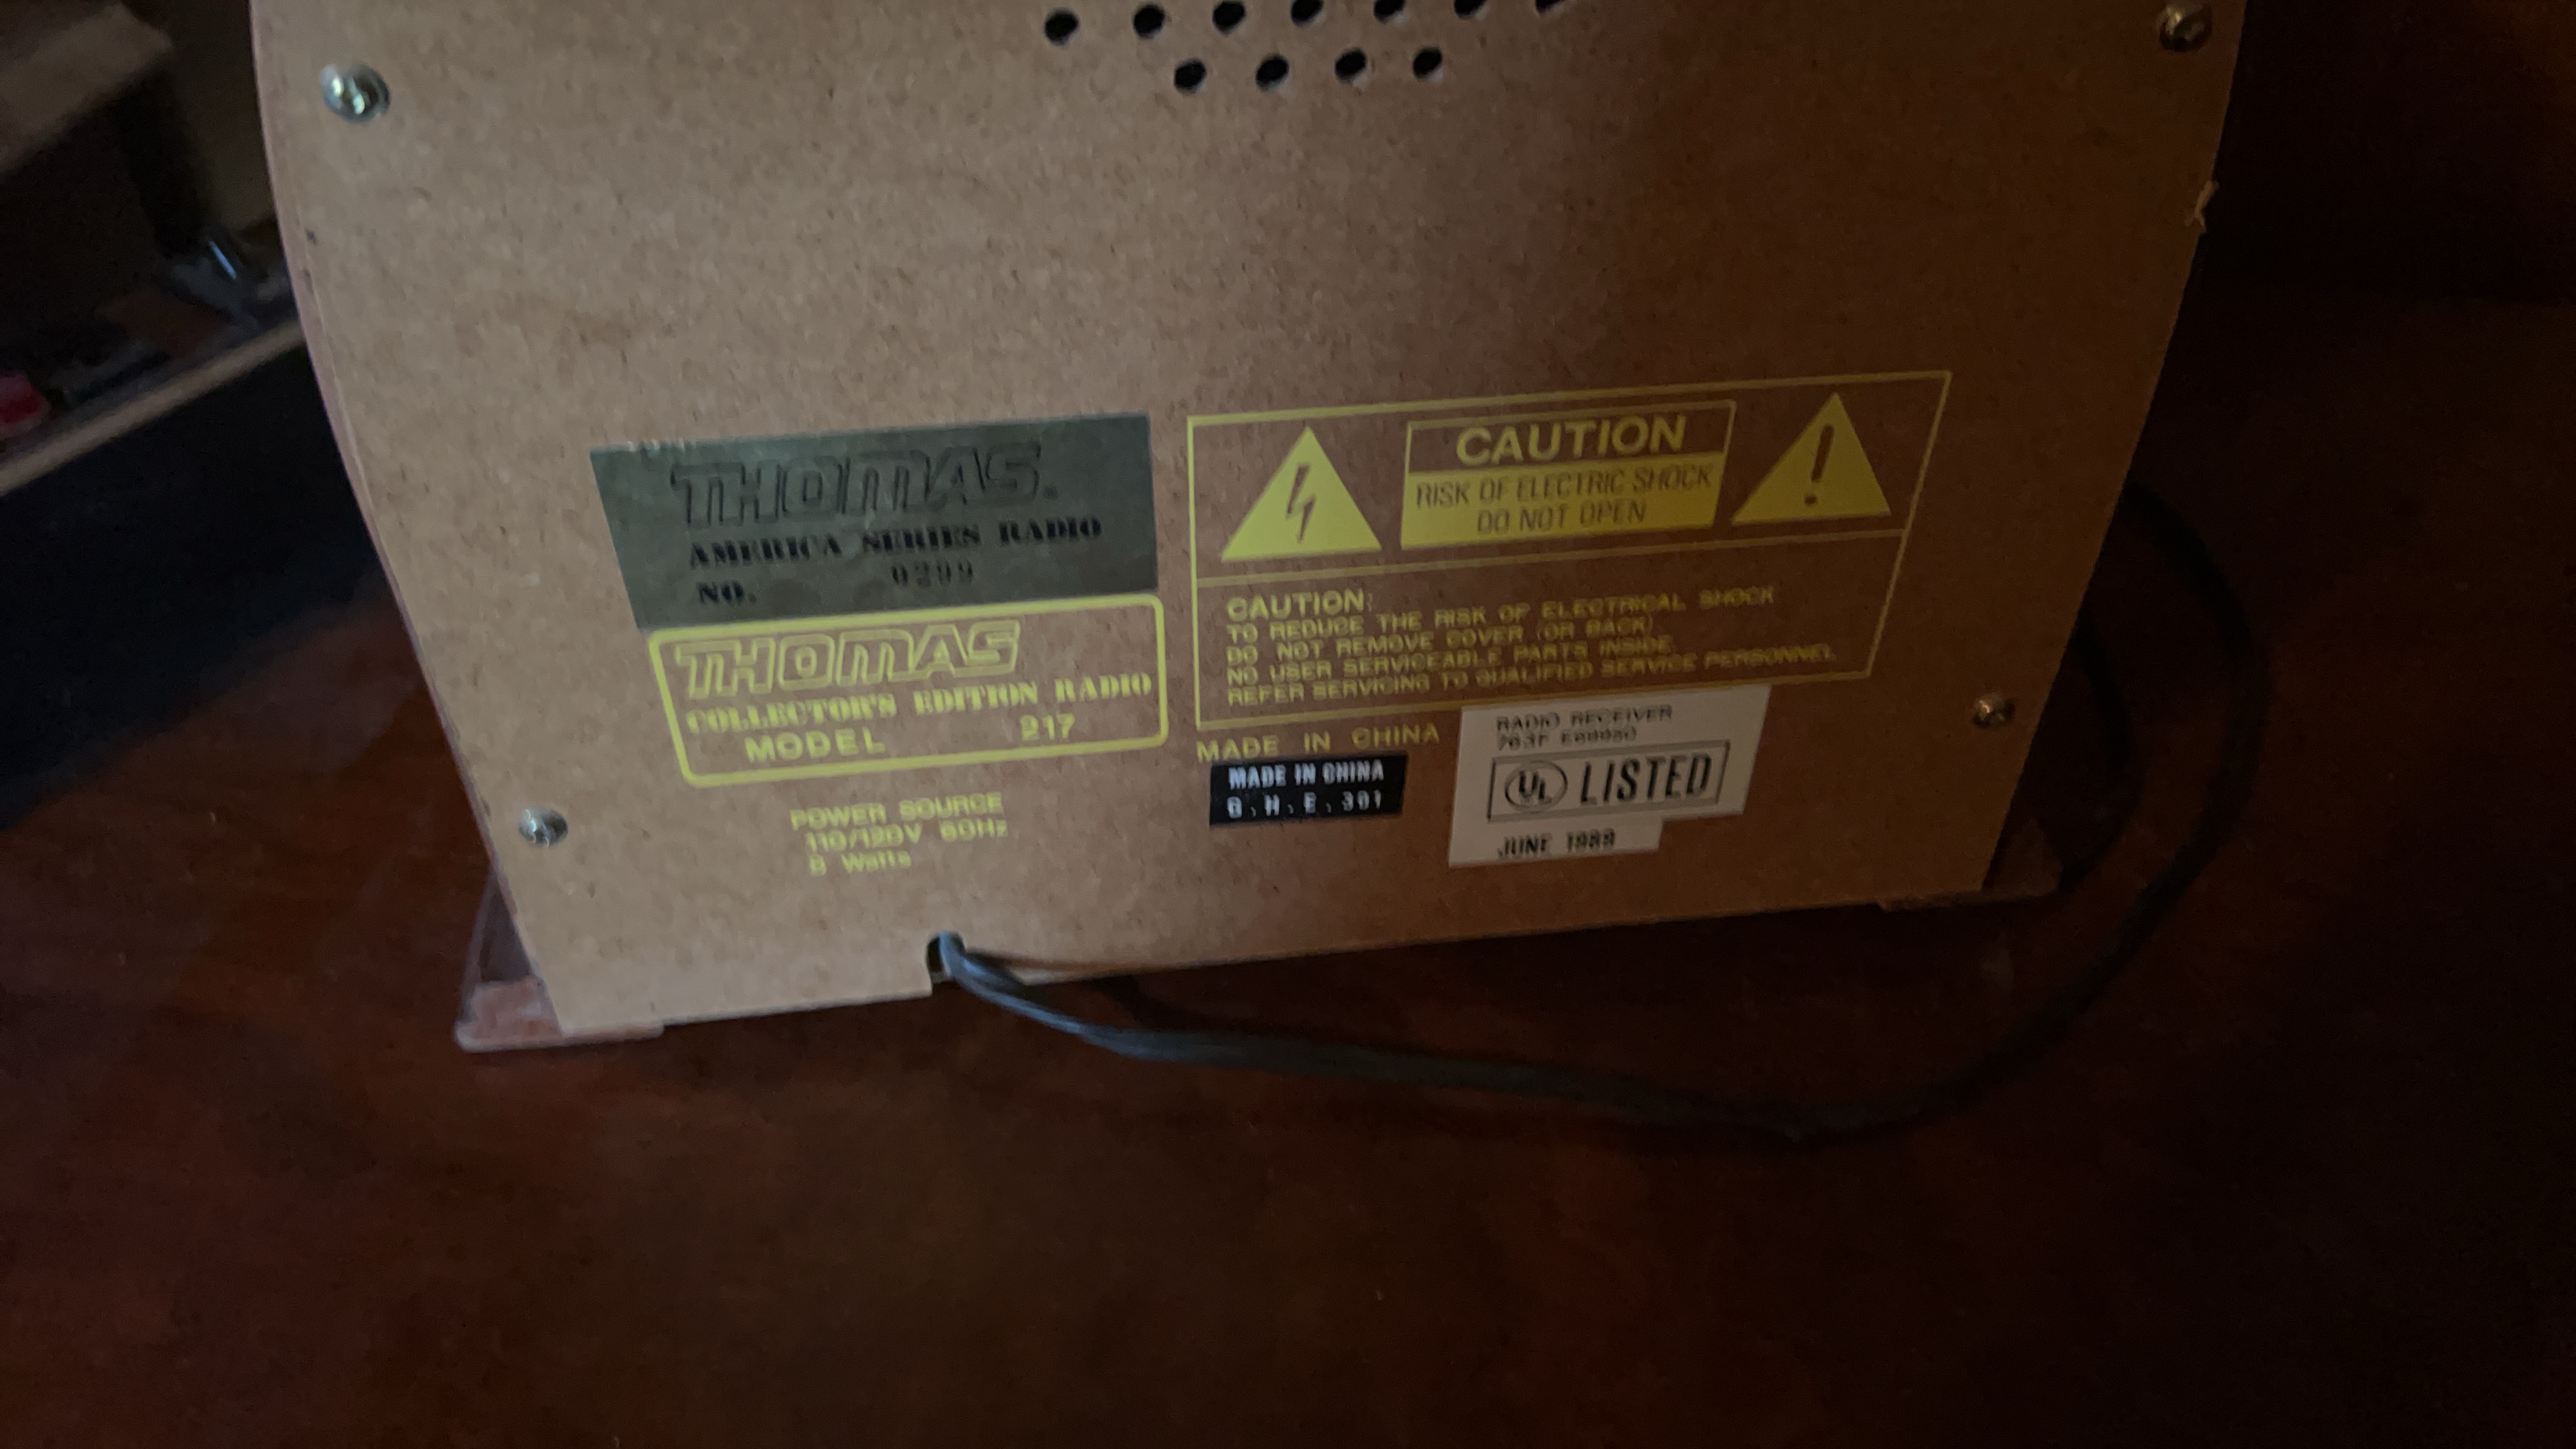 THOMAS.
AMERICA SERIES RADIO
NO. 0299
THOMAS
COLLECTOR'S EDITION RADIO
MODEL 217
POWER SOURCE
110/120V 60Hz
8 Watts
CAUTION
RISK OF ELECTRIC SHOCK
DO NOT OPEN
CAUTION:
TO REDUCE THE RISK OF ELECTRICAL SHOCK
DO NOT REMOVE COVER (OR BACK)
NO USER SERVICEABLE PARTS INSIDE.
REFER SERVICING TO QUALIFIED SERVICE PERSONNEL
MADE IN CHINA
MADE IN CHINA
RADIO RECEIVER
UL LISTED
JUNE 1989